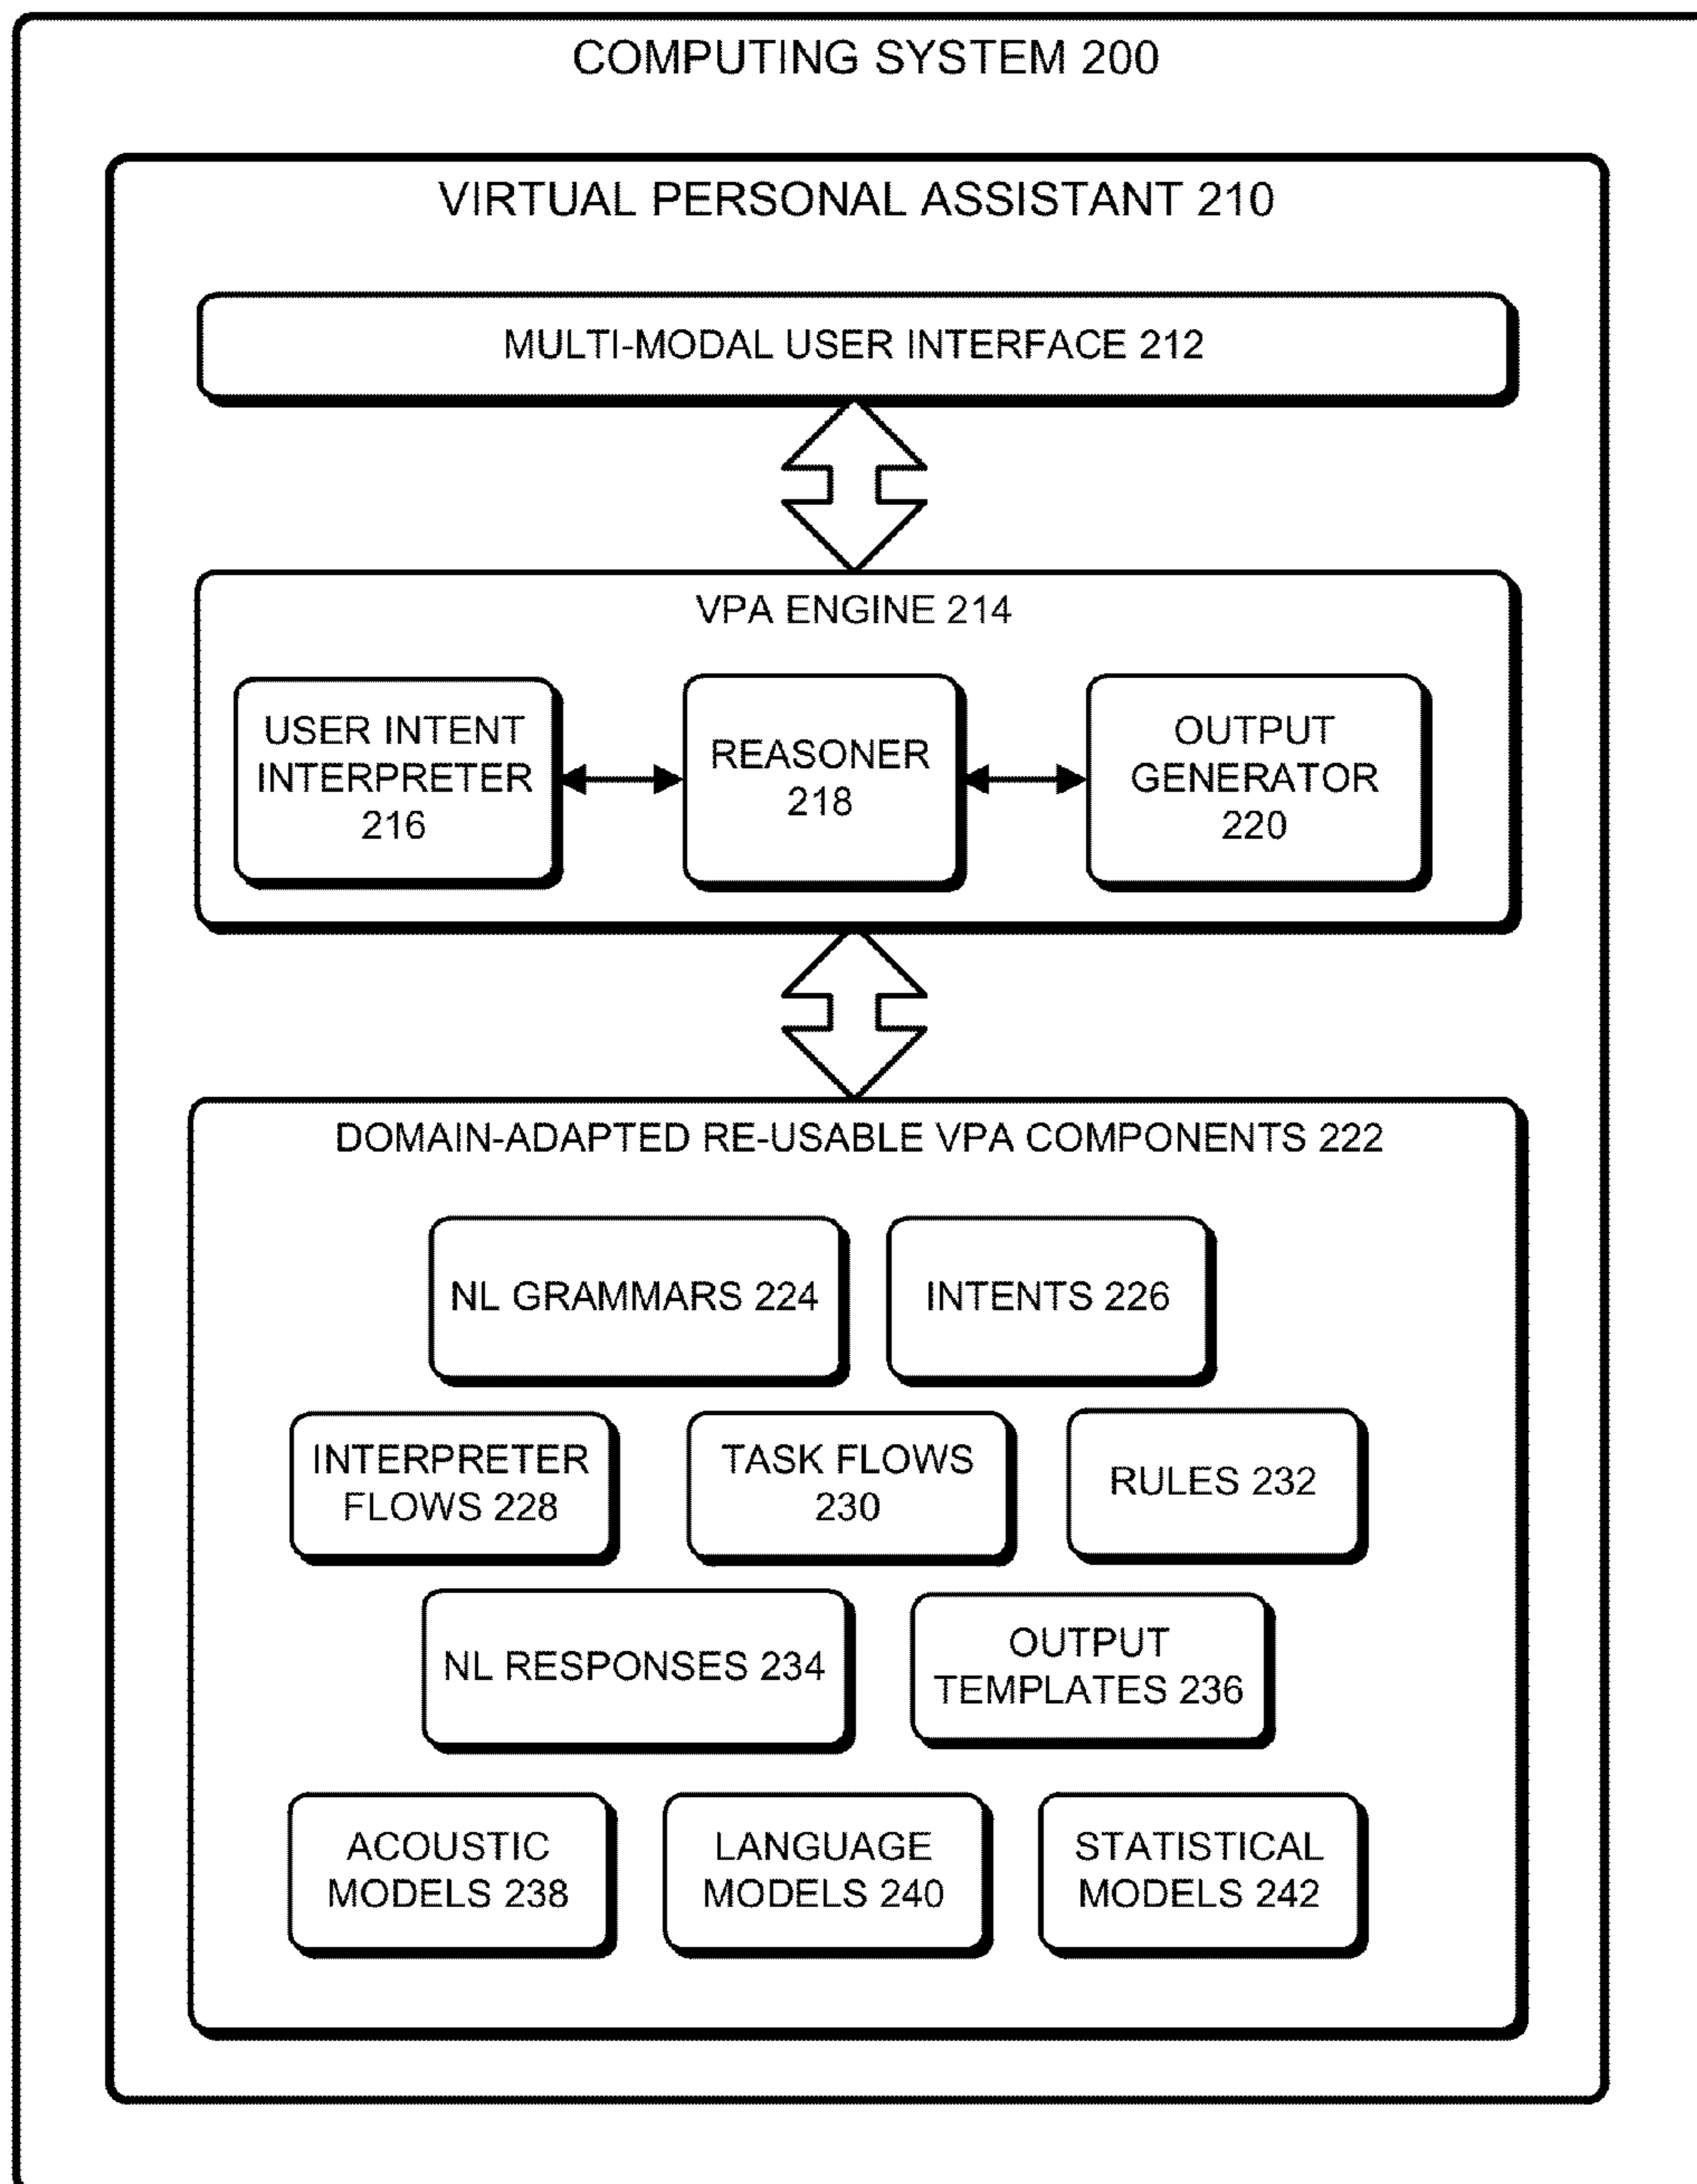 COMPUTING SYSTEM 200
VIRTUAL PERSONAL ASSISTANT 210
MULTI-MODAL USER INTERFACE 212
VPA ENGINE 214
USER INTENT
INTERPRETER
216
REASONER
218
OUTPUT
GENERATOR
220
DOMAIN-ADAPTED RE-USABLE VPA COMPONENTS 222
NL GRAMMARS 224
INTENTS 226
INTERPRETER
FLOWS 228
TASK FLOWS
230
RULES 232
NL RESPONSES 234
OUTPUT
TEMPLATES 236
ACOUSTIC
MODELS 238
LANGUAGE
MODELS 240
STATISTICAL
MODELS 242